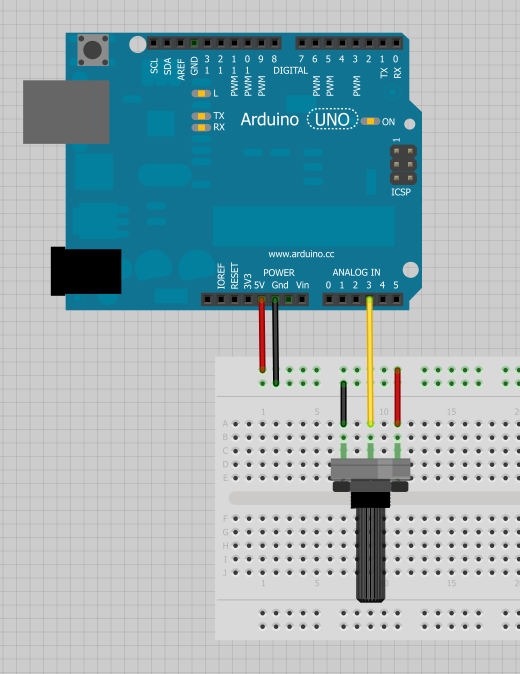 SCL SDA AREF GND 13 12 PWM 11 PWM 10 PWM 9 8 7 PWM 6 PWM 5 4 PWM 3 2 TX 1 RX 0
DIGITAL
L
TX
RX
Arduino UNO
ON
1
ICSP
www.arduino.cc
POWER ANALOG IN
IOREF RESET 3V3 5V Gnd Vin 0 1 2 3 4 5
1 5 10 15 20
A
B
C
D
E
F
G
H
I
J
1 5 15